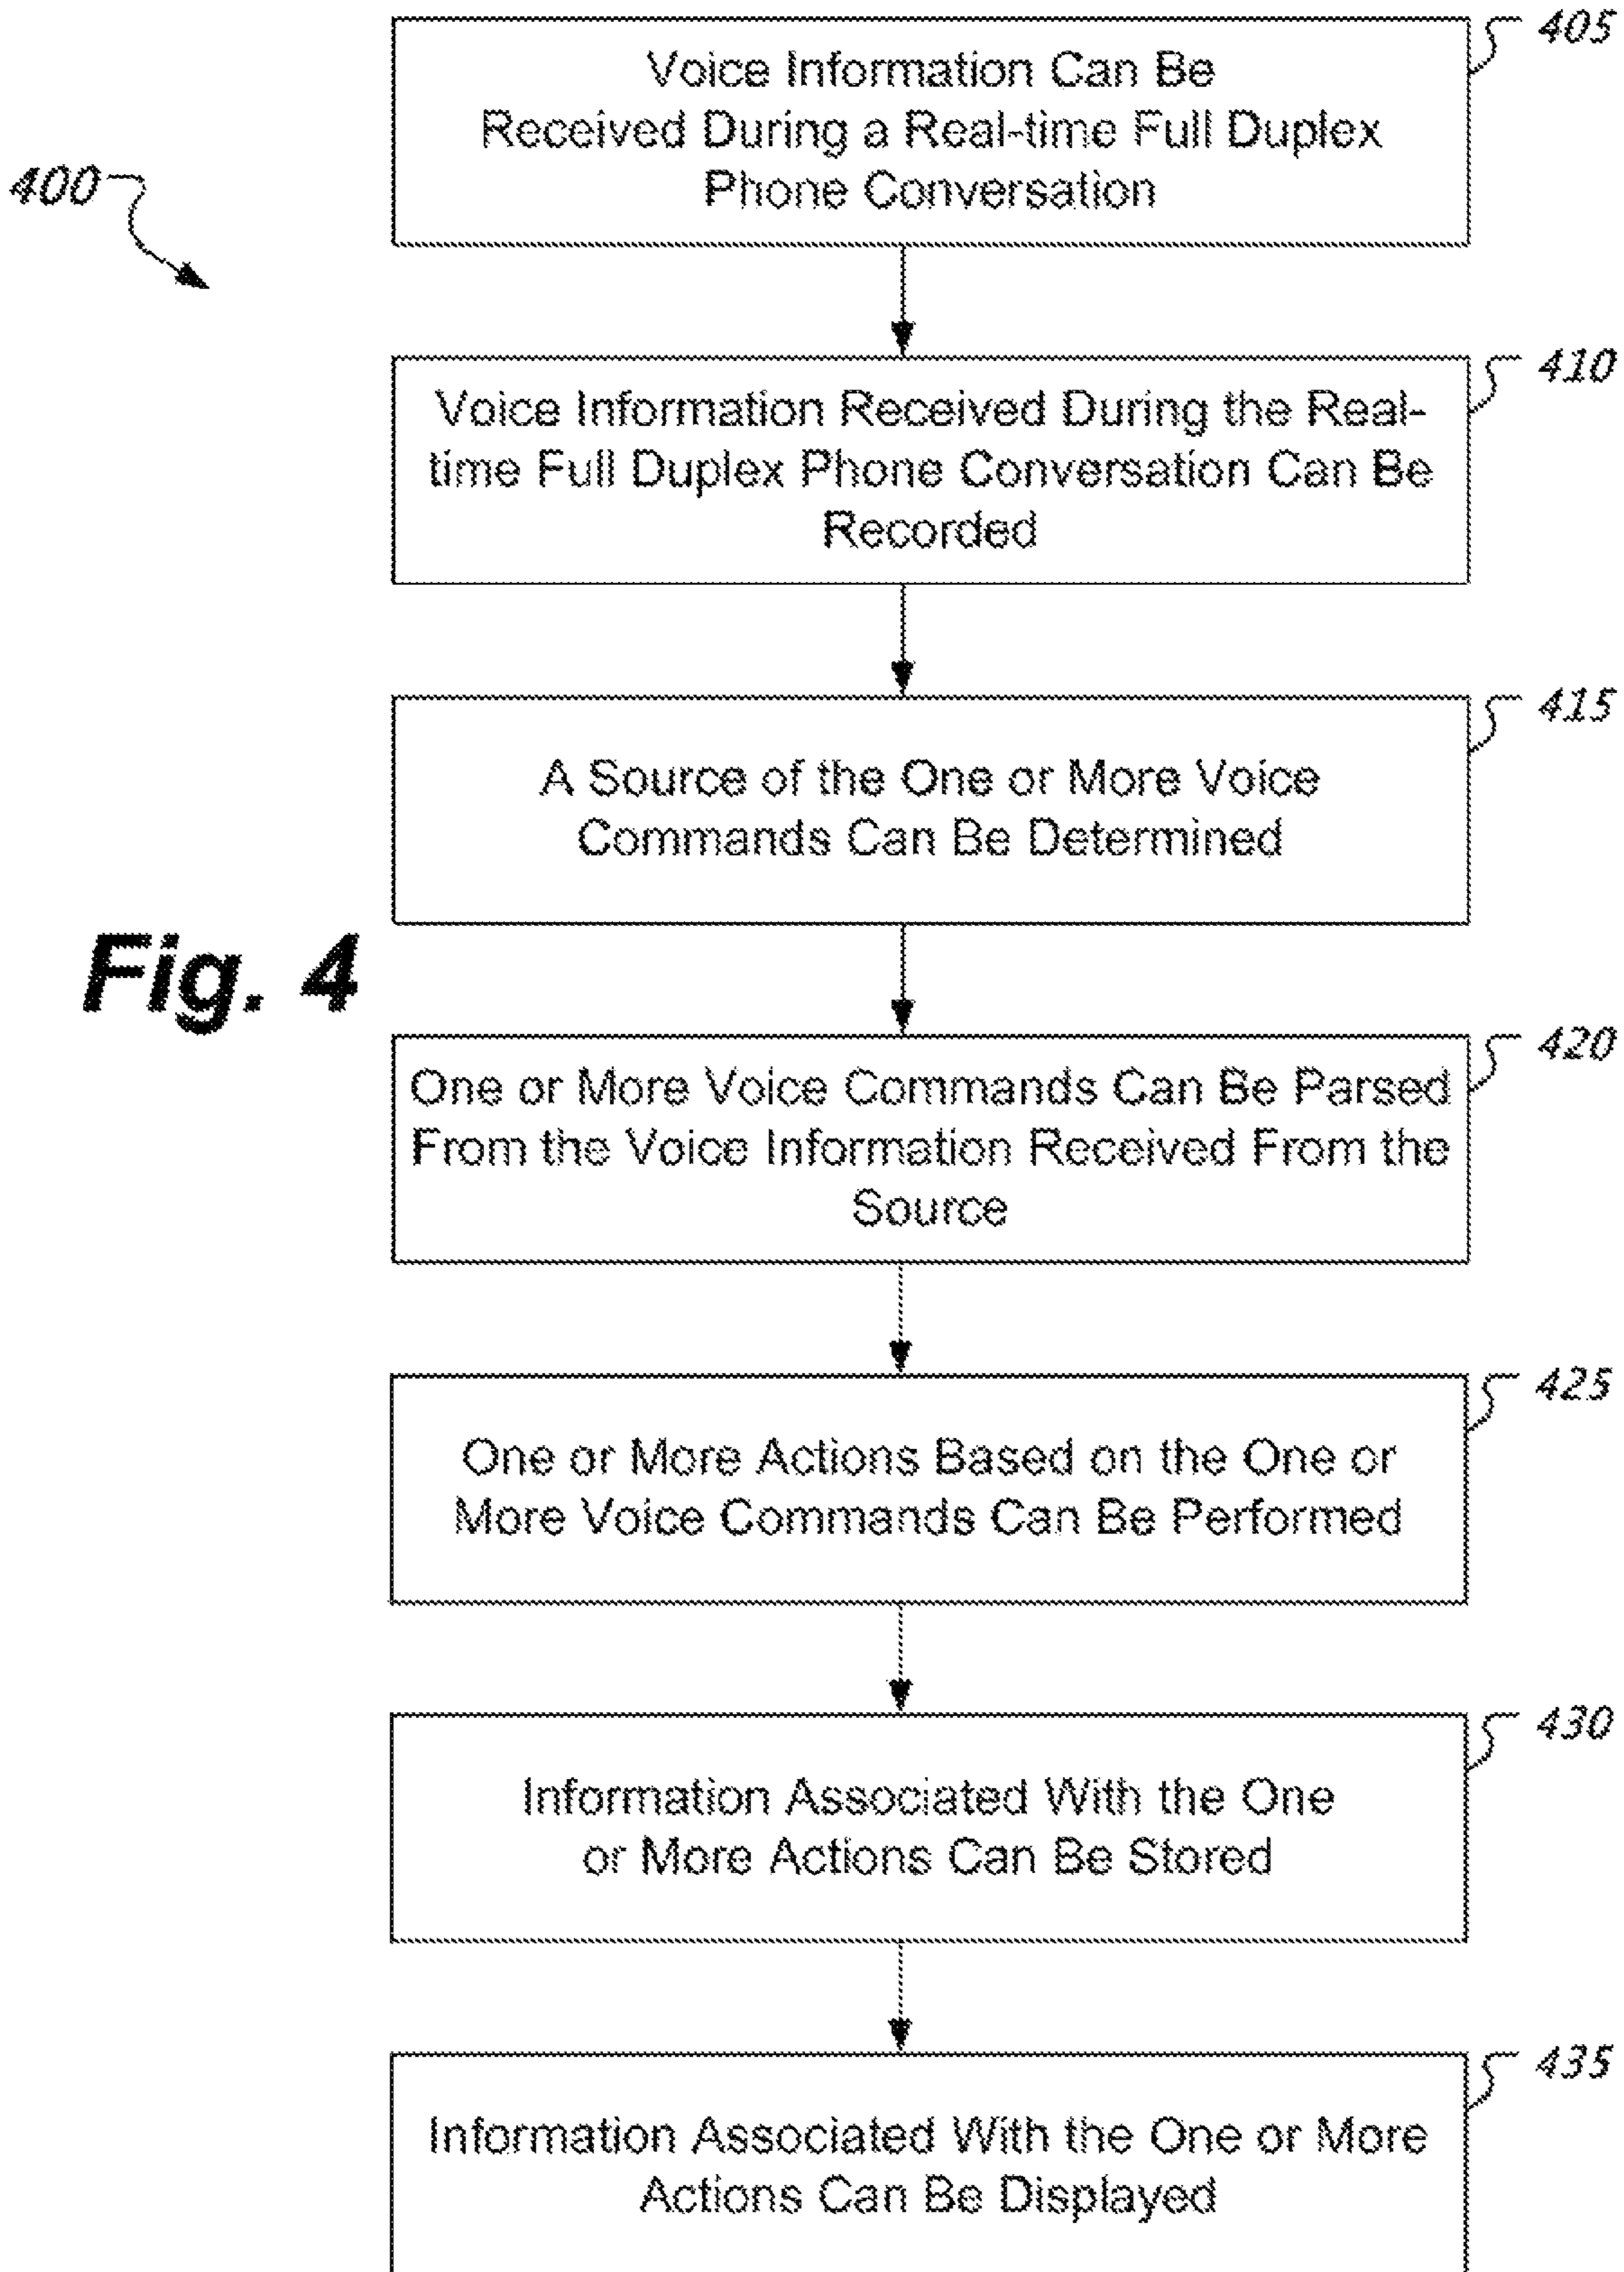 405
Voice Information Can Be
Received During a Real-time Full Duplex
Phone Conversation
400
410
Voice Information Received During the Real-
time Full Duplex Phone Conversation Can Be
Recorded
415
A Source of the One or More Voice
Commands Can Be Determined
Fig. 4
420
One or More Voice Commands Can Be Parsed
From the Voice Information Received From the
Source
425
One or More Actions Based on the One or
More Voice Commands Can Be Performed
430
Information Associated With the One
or More Actions Can Be Stored
435
Information Associated With the One or More
Actions Can Be Displayed